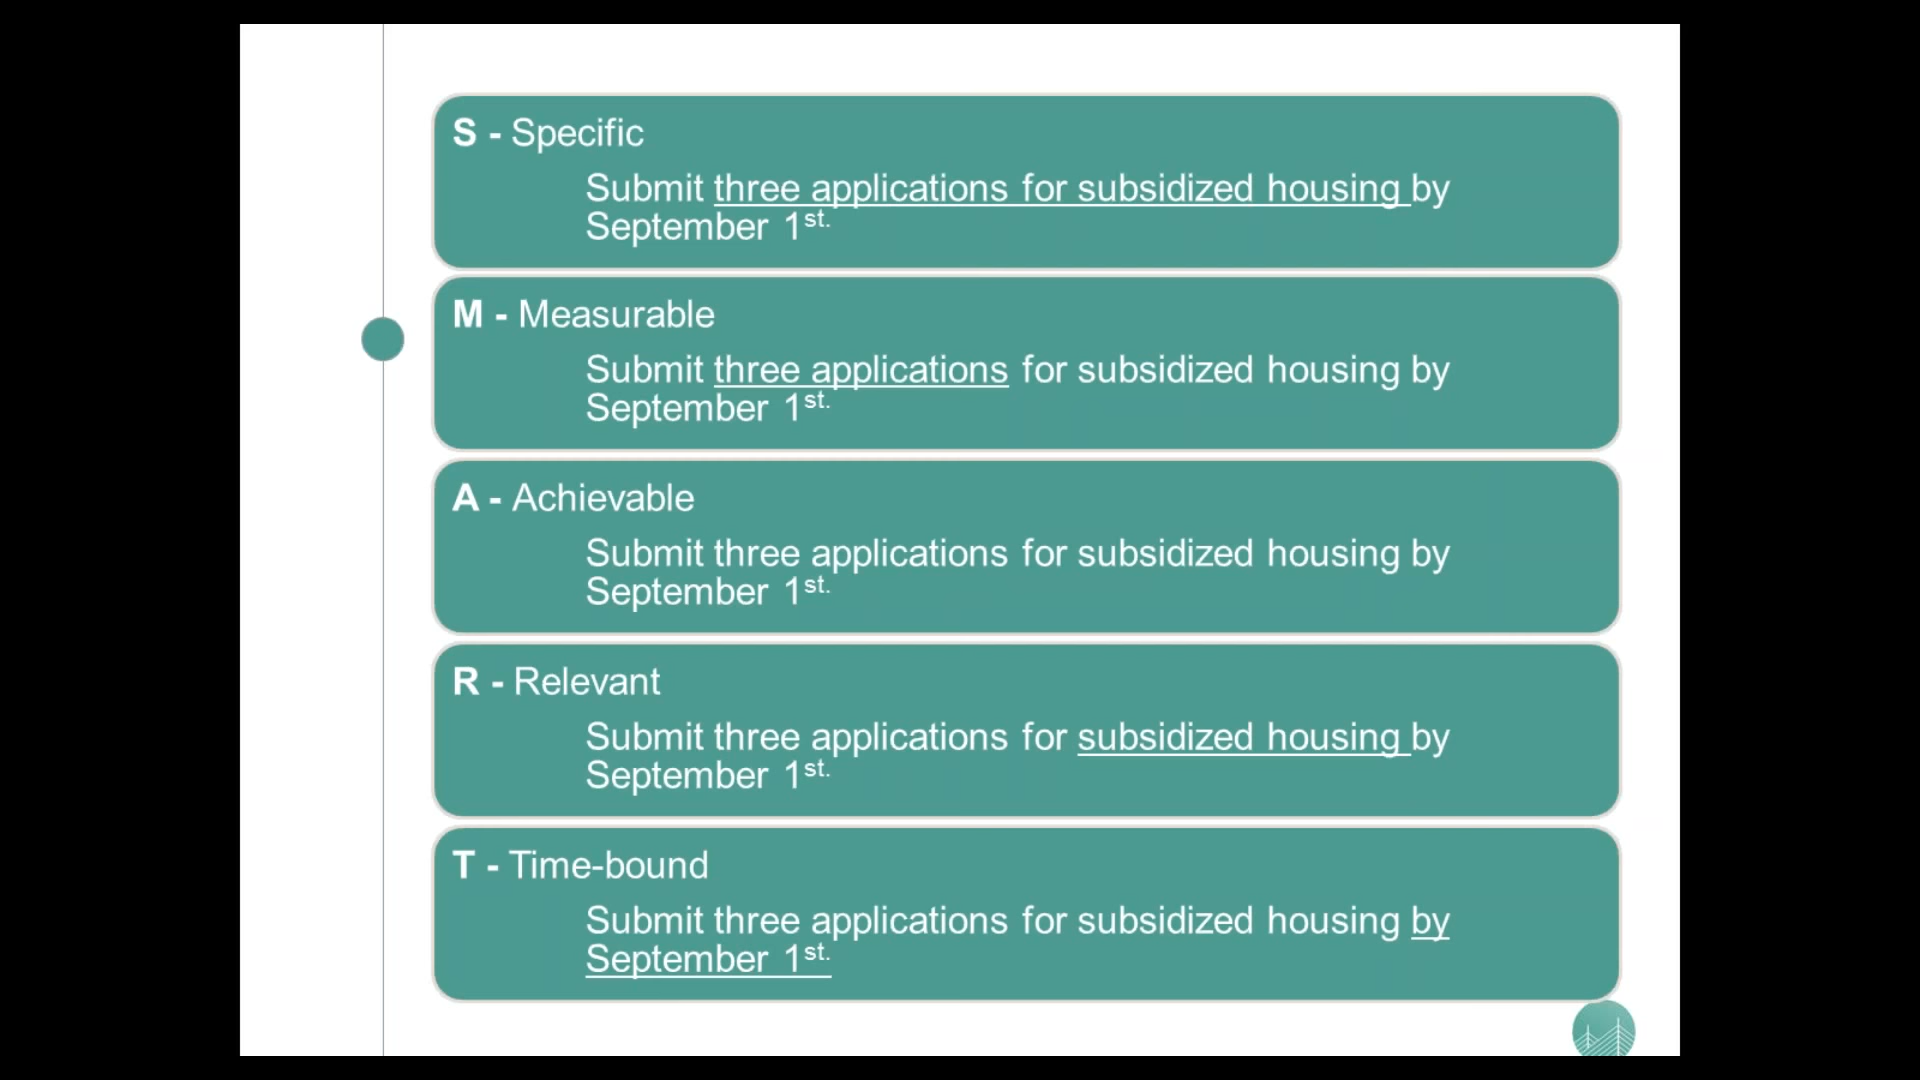 S - Specific
Submit three applications for subsidized housing by
September 1st.
M - Measurable
Submit three applications for subsidized housing by
September 1st.
A - Achievable
Submit three applications for subsidized housing by
September 1st.
R - Relevant
Submit three applications for subsidized housing by
September 1st.
T - Time-bound
Submit three applications for subsidized housing by
September 1st.